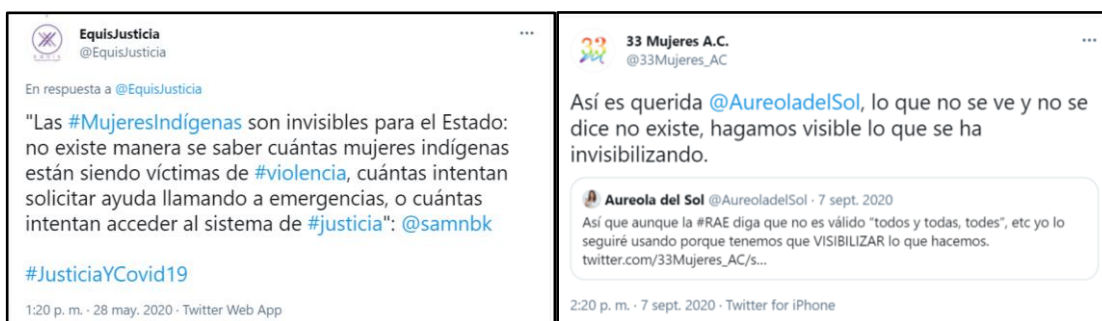 EquisJusticia
@EquisJusticia
...
En respuesta a @EquisJusticia
"Las #MujeresIndígenas son invisibles para el Estado:
no existe manera se saber cuántas mujeres indígenas
están siendo víctimas de #violencia, cuántas intentan
solicitar ayuda llamando a emergencias, o cuántas
intentan acceder al sistema de #justicia": @samnbk
#JusticiaYCovid19
1:20 p. m. · 28 may. 2020 · Twitter Web App
33
33 Mujeres A.C.
@33Mujeres_AC
...
Así es querida @AureoladelSol, lo que no se ve y no se
dice no existe, hagamos visible lo que se ha
invisibilizando.
Aureola del Sol @AureoladelSol · 7 sept. 2020
Así que aunque la #RAE diga que no es válido "todos y todas, todes", etc yo lo
seguiré usando porque tenemos que VISIBILIZAR lo que hacemos.
twitter.com/33Mujeres_AC/s...
2:20 p. m. · 7 sept. 2020 · Twitter for iPhone